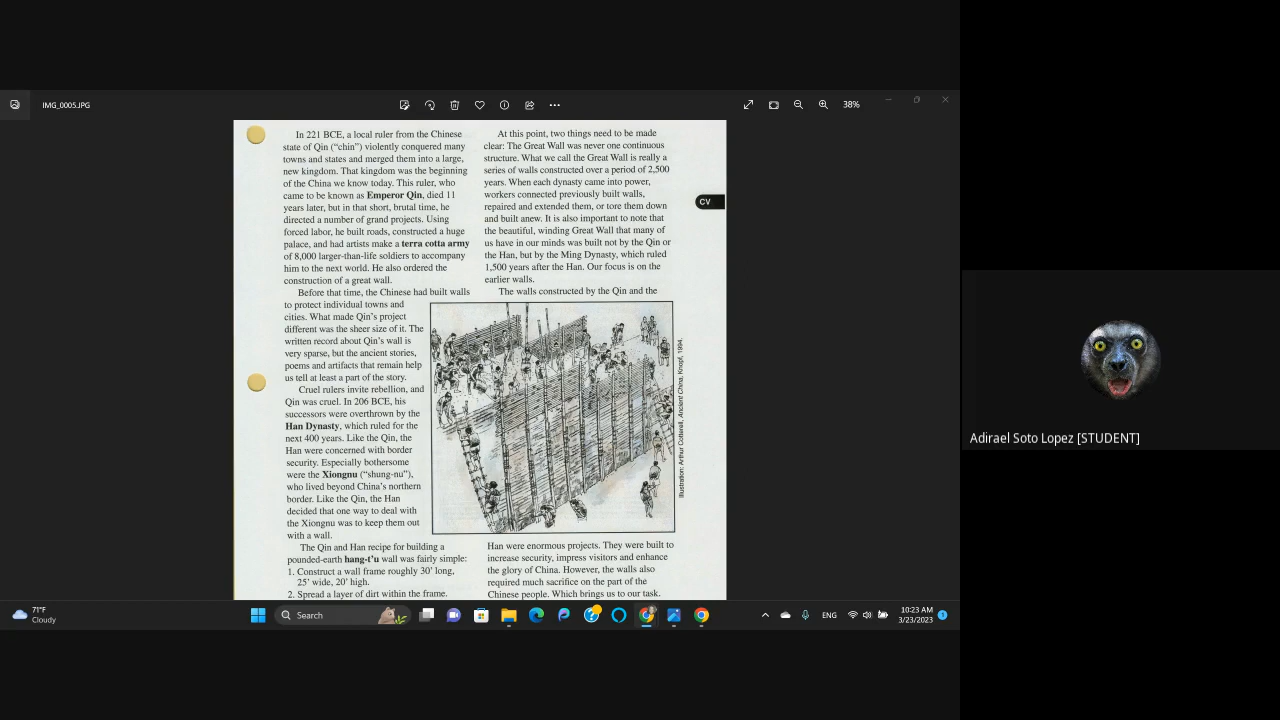 IMG_0005.JPG
38%
In 221 BCE, a local ruler from the Chinese
state of Qin (“chin”) violently conquered many
towns and states and merged them into a large,
new kingdom. That kingdom was the beginning
of the China we know today. This ruler, who
came to be known as Emperor Qin, died 11
years later, but in that short, brutal time, he
directed a number of grand projects. Using
forced labor, he built roads, constructed a huge
palace, and had artists make a terra cotta army
of 8,000 larger-than-life soldiers to accompany
him to the next world. He also ordered the
construction of a great wall.
Before that time, the Chinese had built walls
to protect individual towns and
cities. What made Qin’s project
different was the sheer size of it. The
written record about Qin’s wall is
very sparse, but the ancient stories,
poems and artifacts that remain help
us tell at least a part of the story.
Cruel rulers invite rebellion, and
Qin was cruel. In 206 BCE, his
successors were overthrown by the
Han Dynasty, which ruled for the
next 400 years. Like the Qin, the
Han were concerned with border
security. Especially bothersome
were the Xiongnu (“shung-nu”),
who lived beyond China’s northern
border. Like the Qin, the Han
decided that one way to deal with
the Xiongnu was to keep them out
with a wall.
The Qin and Han recipe for building a
pounded-earth hang-t’u wall was fairly simple:
1. Construct a wall frame roughly 30’ long,
25’ wide, 20’ high.
2. Spread a layer of dirt within the frame.
At this point, two things need to be made
clear: The Great Wall was never one continuous
structure. What we call the Great Wall is really a
series of walls constructed over a period of 2,500
years. When each dynasty came into power,
workers connected previously built walls,
repaired and extended them, or tore them down
and built anew. It is also important to note that
the beautiful, winding Great Wall that many of
us have in our minds was built not by the Qin or
the Han, but by the Ming Dynasty, which ruled
1,500 years after the Han. Our focus is on the
earlier walls.
The walls constructed by the Qin and the
Han were enormous projects. They were built to
increase security, impress visitors and enhance
the glory of China. However, the walls also
required much sacrifice on the part of the
Chinese people. Which brings us to our task.
Illustration: Arthur Cotterell, Ancient China, Knopf, 1994.
CV
Adirael Soto Lopez [STUDENT]
71°F
Cloudy
Search
ENG
10:23 AM
3/23/2023